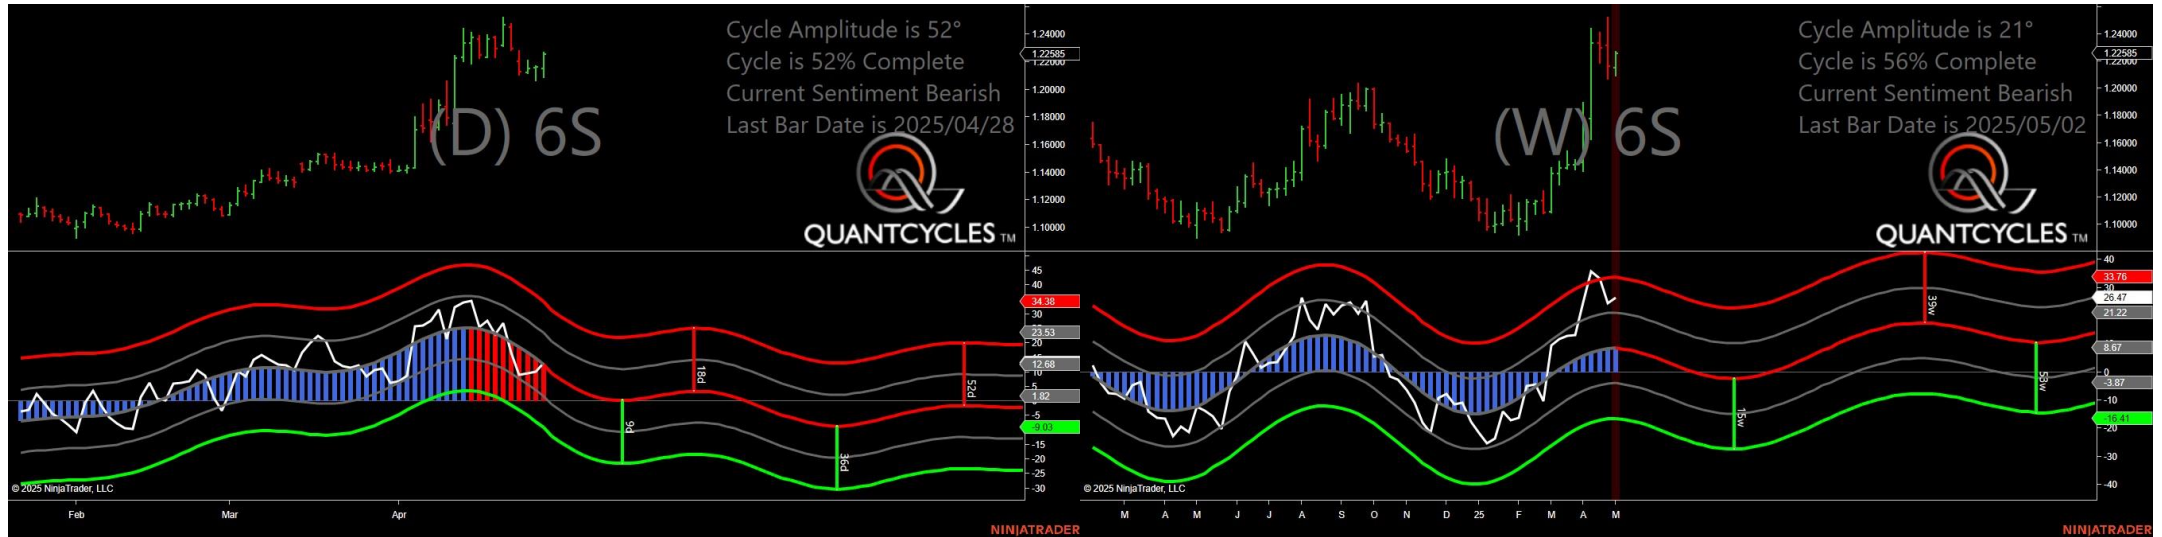 Cycle Amplitude is 52°
Cycle is 52% Complete
Current Sentiment Bearish
Last Bar Date is 2025/04/28
(D) 6S
QUANTCYCLES TM
1.24000
1.22585
1.22000
1.20000
1.18000
1.16000
1.14000
1.12000
1.10000
45
40
34.38
30
23.53
20
12.68
10
5
1.82
-5
-9.03
-15
-20
-25
-30
9d
18d
36d
52d
© 2025 NinjaTrader, LLC
Feb Mar Apr
NINJATRADER
Cycle Amplitude is 21°
Cycle is 56% Complete
Current Sentiment Bearish
Last Bar Date is 2025/05/02
(W) 6S
QUANTCYCLES TM
1.24000
1.22585
1.22000
1.20000
1.18000
1.16000
1.14000
1.12000
1.10000
40
33.76
30
26.47
21.22
8.67
0
-3.87
-10
-16.41
-20
-30
-40
15w
39w
53w
© 2025 NinjaTrader, LLC
M A M J J A S O N D 25 F M A M
NINJATRADER